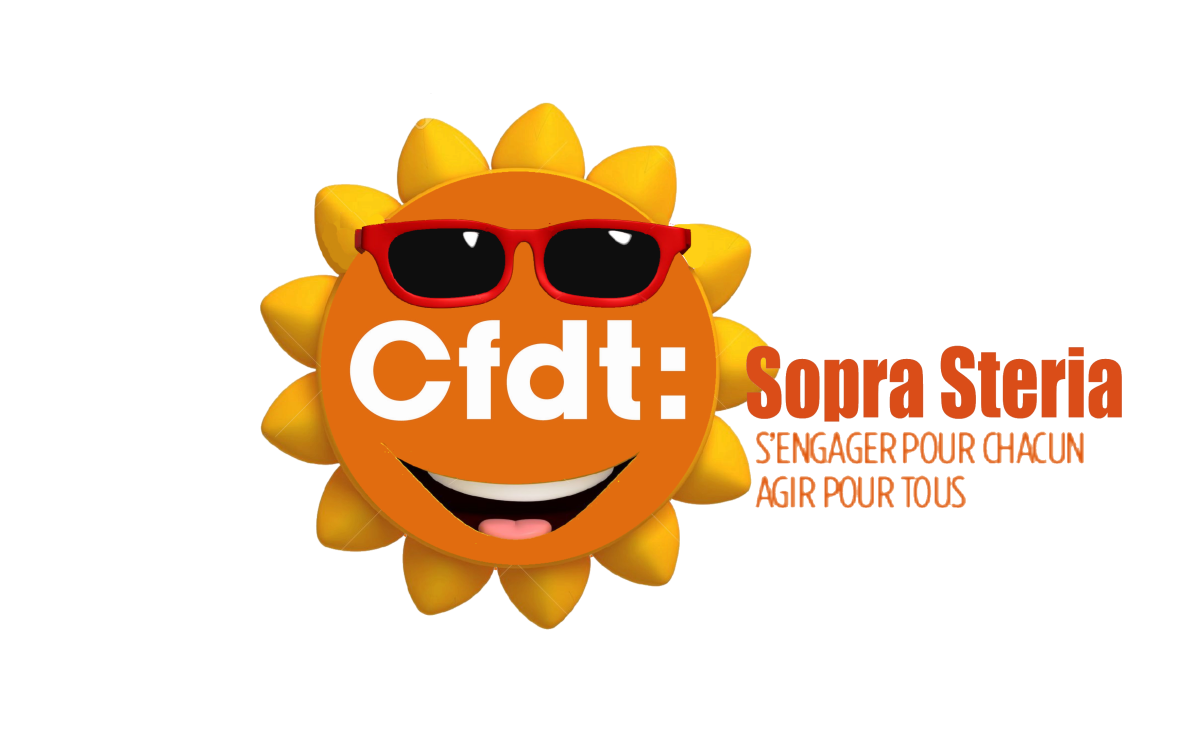 Cfdt:
Sopra Steria
S'ENGAGER POUR CHACUN
AGIR POUR TOUS